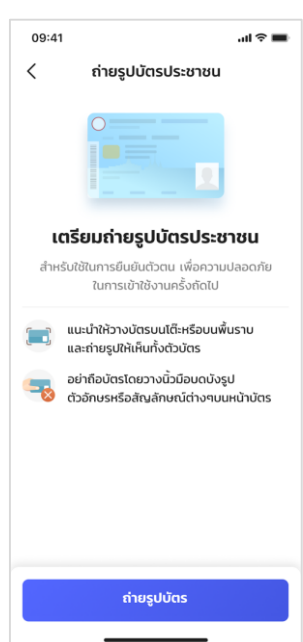 09:41
ถ่ายรูปบัตรประชาชน
เตรียมถ่ายรูปบัตรประชาชน
สำหรับใช้ในการยืนยันตัวตน เพื่อความปลอดภัย
ในการเข้าใช้งานครั้งถัดไป
แนะนำให้วางบัตรบนโต๊ะหรือบนพื้นราบ
และถ่ายรูปให้เห็นทั้งตัวบัตร
อย่าถือบัตรโดยวางนิ้วมือบดบังรูป
ตัวอักษรหรือสัญลักษณ์ต่างๆบนหน้าบัตร
ถ่ายรูปบัตร